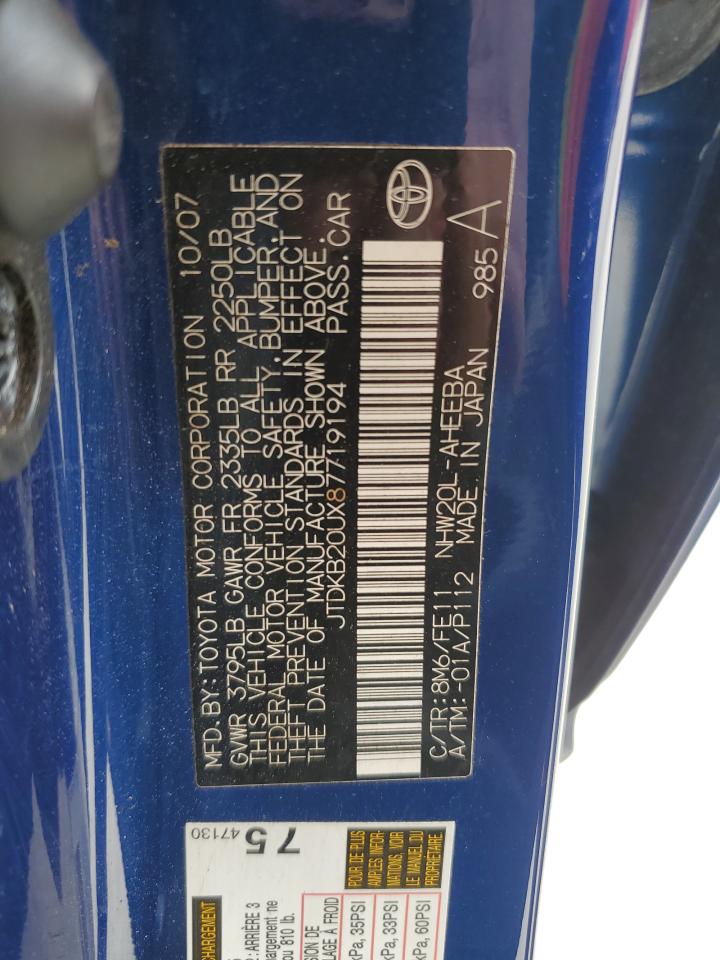 MFD.BY:TOYOTA MOTOR CORPORATION 10/07
GVWR 3795LB GAWR FR 2335LB RR 2250LB
THIS VEHICLE CONFORMS TO ALL APPLICABLE
FEDERAL MOTOR VEHICLE SAFETY,BUMPER,AND
THEFT PREVENTION STANDARDS IN EFFECT ON
THE DATE OF MANUFACTURE SHOWN ABOVE.
JTDKB20UX87719194 PASS.CAR
C/TR:8M6/FE11 NHW20L-AHEEBA 985 A
A/TM:-01A/P112 MADE IN JAPAN
47130
75
CHARGEMENT
:ARRIÈRE 3
chargement ne
ou 810 lb.
LAGE À FROID
kPa, 35PSI
kPa, 33PSI
kPa, 60PSI
POUR DE PLUS
AMPLES INFOR-
MATIONS, VOIR
LE MANUEL DU
PROPRIÉTAIRE